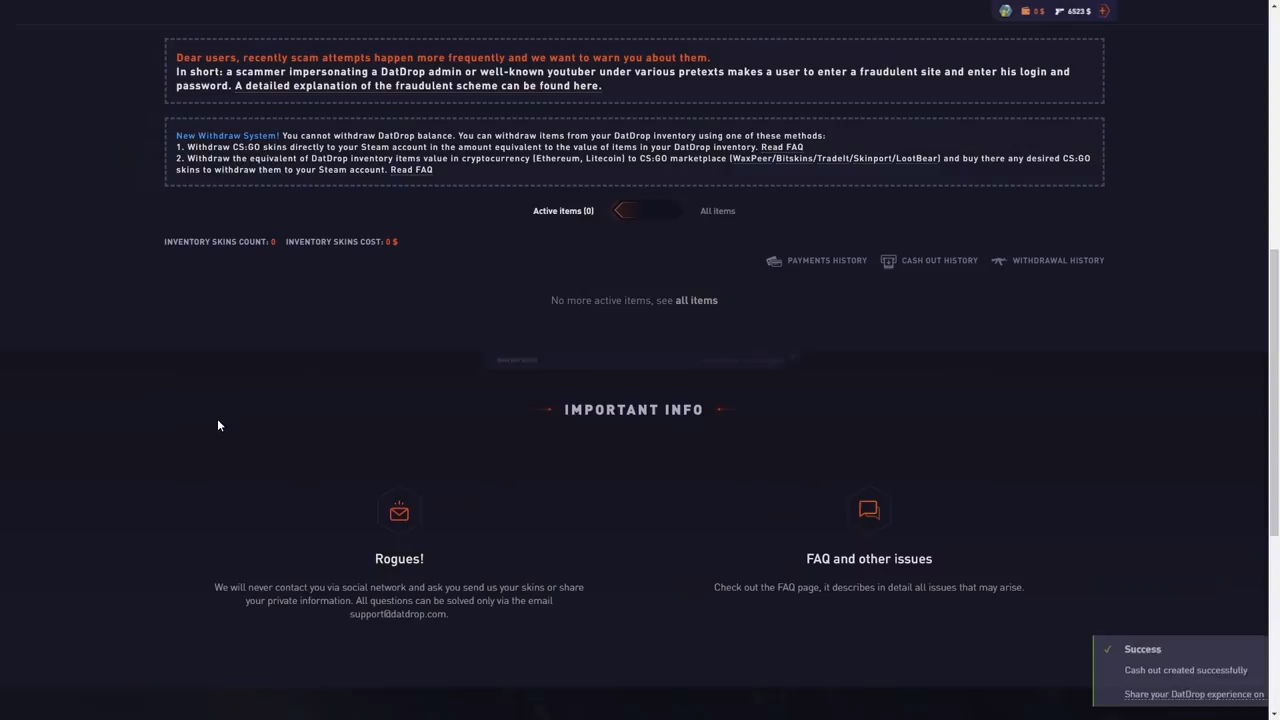 0 $ 6523 $
Dear users, recently scam attempts happen more frequently and we want to warn you about them.
In short: a scammer impersonating a DatDrop admin or well-known youtuber under various pretexts makes a user to enter a fraudulent site and enter his login and
password. A detailed explanation of the fraudulent scheme can be found here.
New Withdraw System! You cannot withdraw DatDrop balance. You can withdraw items from your DatDrop inventory using one of these methods:
1. Withdraw CS:GO skins directly to your Steam account in the amount equivalent to the value of items in your DatDrop inventory. Read FAQ
2. Withdraw the equivalent of DatDrop inventory items value in cryptocurrency (Ethereum, Litecoin) to CS:GO marketplace (WaxPeer/Bitskins/TradeIt/Skinport/LootBear) and buy there any desired CS:GO
skins to withdraw them to your Steam account. Read FAQ
Active items (0) All items
INVENTORY SKINS COUNT: 0 INVENTORY SKINS COST: 0 $
PAYMENTS HISTORY CASH OUT HISTORY WITHDRAWAL HISTORY
No more active items, see all items
IMPORTANT INFO
Rogues!
We will never contact you via social network and ask you send us your skins or share
your private information. All questions can be solved only via the email
support@datdrop.com.
FAQ and other issues
Check out the FAQ page, it describes in detail all issues that may arise.
Success
Cash out created successfully
Share your DatDrop experience on